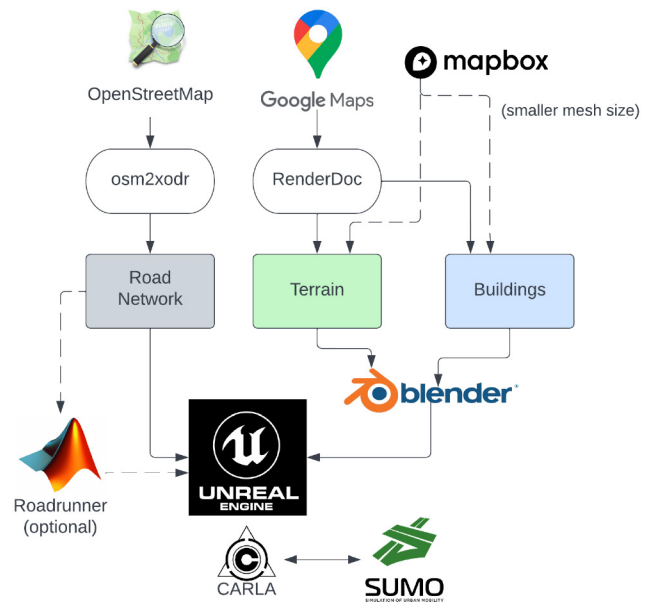 OpenStreetMap
Google Maps
mapbox
(smaller mesh size)
osm2xodr
RenderDoc
Road
Network
Terrain
Buildings
blender
UNREAL
ENGINE
Roadrunner
(optional)
CARLA
SUMO
SIMULATION OF URBAN MOBILITY